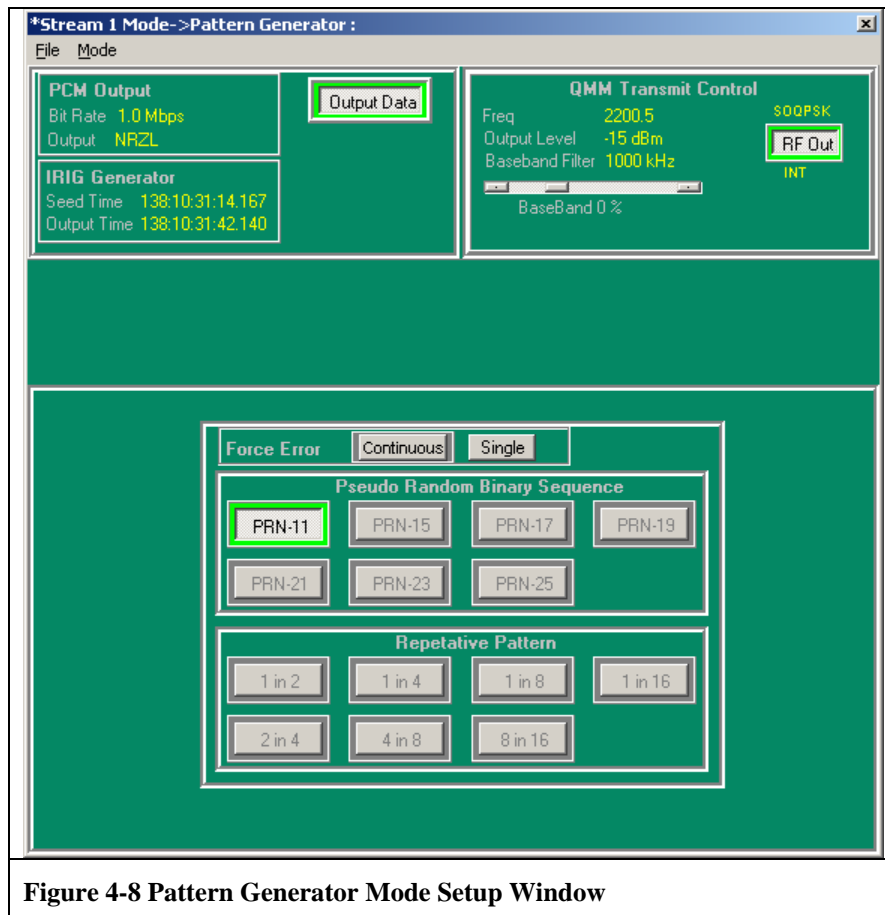 *Stream 1 Mode->Pattern Generator :
File Mode
PCM Output
Bit Rate 1.0 Mbps
Output NRZL
Output Data
IRIG Generator
Seed Time 138:10:31:14.167
Output Time 138:10:31:42.140
QMM Transmit Control
Freq 2200.5
Output Level -15 dBm
Baseband Filter 1000 kHz
BaseBand 0 %
SOQPSK
RF Out
INT
Force Error Continuous Single
Pseudo Random Binary Sequence
PRN-11 PRN-15 PRN-17 PRN-19
PRN-21 PRN-23 PRN-25
Repetative Pattern
1 in 2 1 in 4 1 in 8 1 in 16
2 in 4 4 in 8 8 in 16
Figure 4-8 Pattern Generator Mode Setup Window